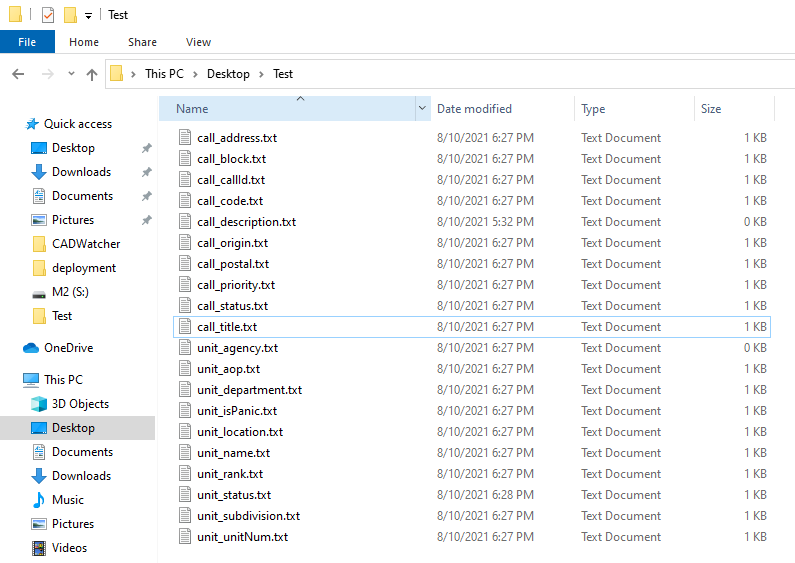 Test
File Home Share View
This PC Desktop Test
Name Date modified Type Size
Quick access
Desktop
Downloads
Documents
Pictures
CADWatcher
deployment
M2 (S:)
Test
OneDrive
This PC
3D Objects
Desktop
Documents
Downloads
Music
Pictures
Videos
call_address.txt 8/10/2021 6:27 PM Text Document 1 KB
call_block.txt 8/10/2021 6:27 PM Text Document 1 KB
call_callId.txt 8/10/2021 6:27 PM Text Document 1 KB
call_code.txt 8/10/2021 6:27 PM Text Document 1 KB
call_description.txt 8/10/2021 5:32 PM Text Document 0 KB
call_origin.txt 8/10/2021 6:27 PM Text Document 1 KB
call_postal.txt 8/10/2021 6:27 PM Text Document 1 KB
call_priority.txt 8/10/2021 6:27 PM Text Document 1 KB
call_status.txt 8/10/2021 6:27 PM Text Document 1 KB
call_title.txt 8/10/2021 6:27 PM Text Document 1 KB
unit_agency.txt 8/10/2021 6:27 PM Text Document 0 KB
unit_aop.txt 8/10/2021 6:27 PM Text Document 1 KB
unit_department.txt 8/10/2021 6:27 PM Text Document 1 KB
unit_isPanic.txt 8/10/2021 6:27 PM Text Document 1 KB
unit_location.txt 8/10/2021 6:27 PM Text Document 1 KB
unit_name.txt 8/10/2021 6:27 PM Text Document 1 KB
unit_rank.txt 8/10/2021 6:27 PM Text Document 1 KB
unit_status.txt 8/10/2021 6:28 PM Text Document 1 KB
unit_subdivision.txt 8/10/2021 6:27 PM Text Document 1 KB
unit_unitNum.txt 8/10/2021 6:27 PM Text Document 1 KB